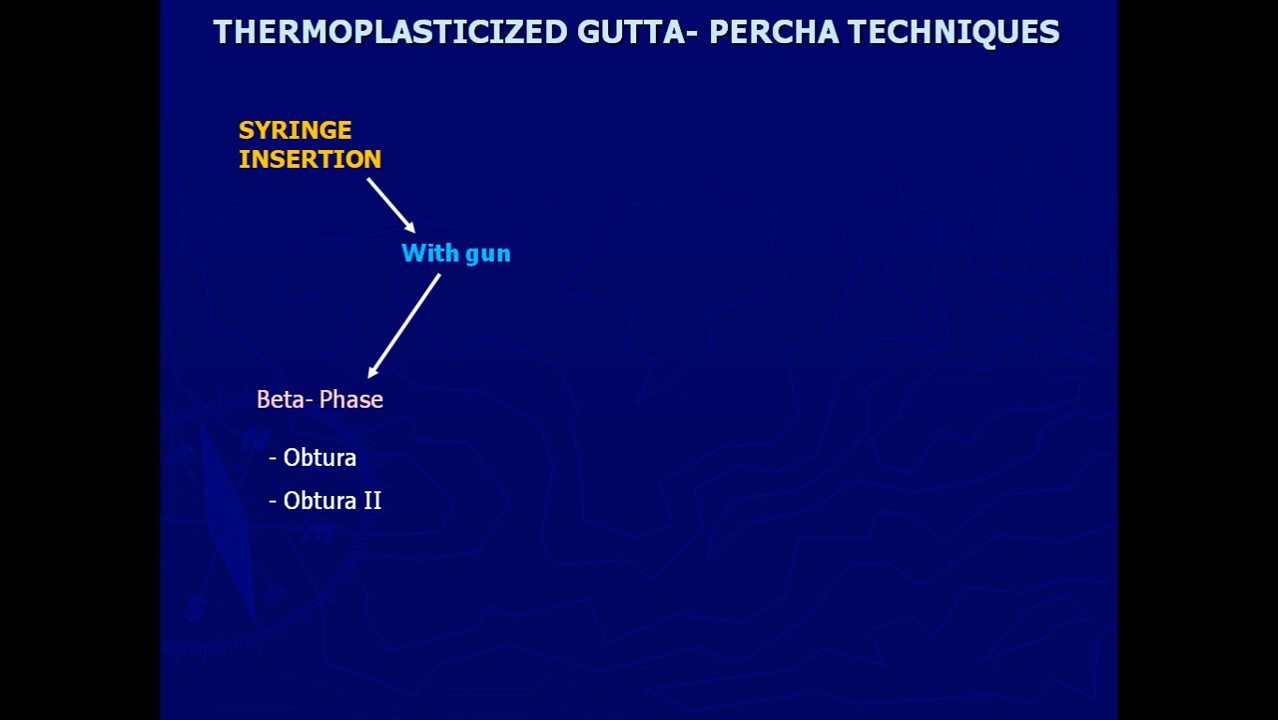 THERMOPLASTICIZED GUTTA- PERCHA TECHNIQUES
SYRINGE
INSERTION
With gun
Beta- Phase
- Obtura
- Obtura II
N
E
S